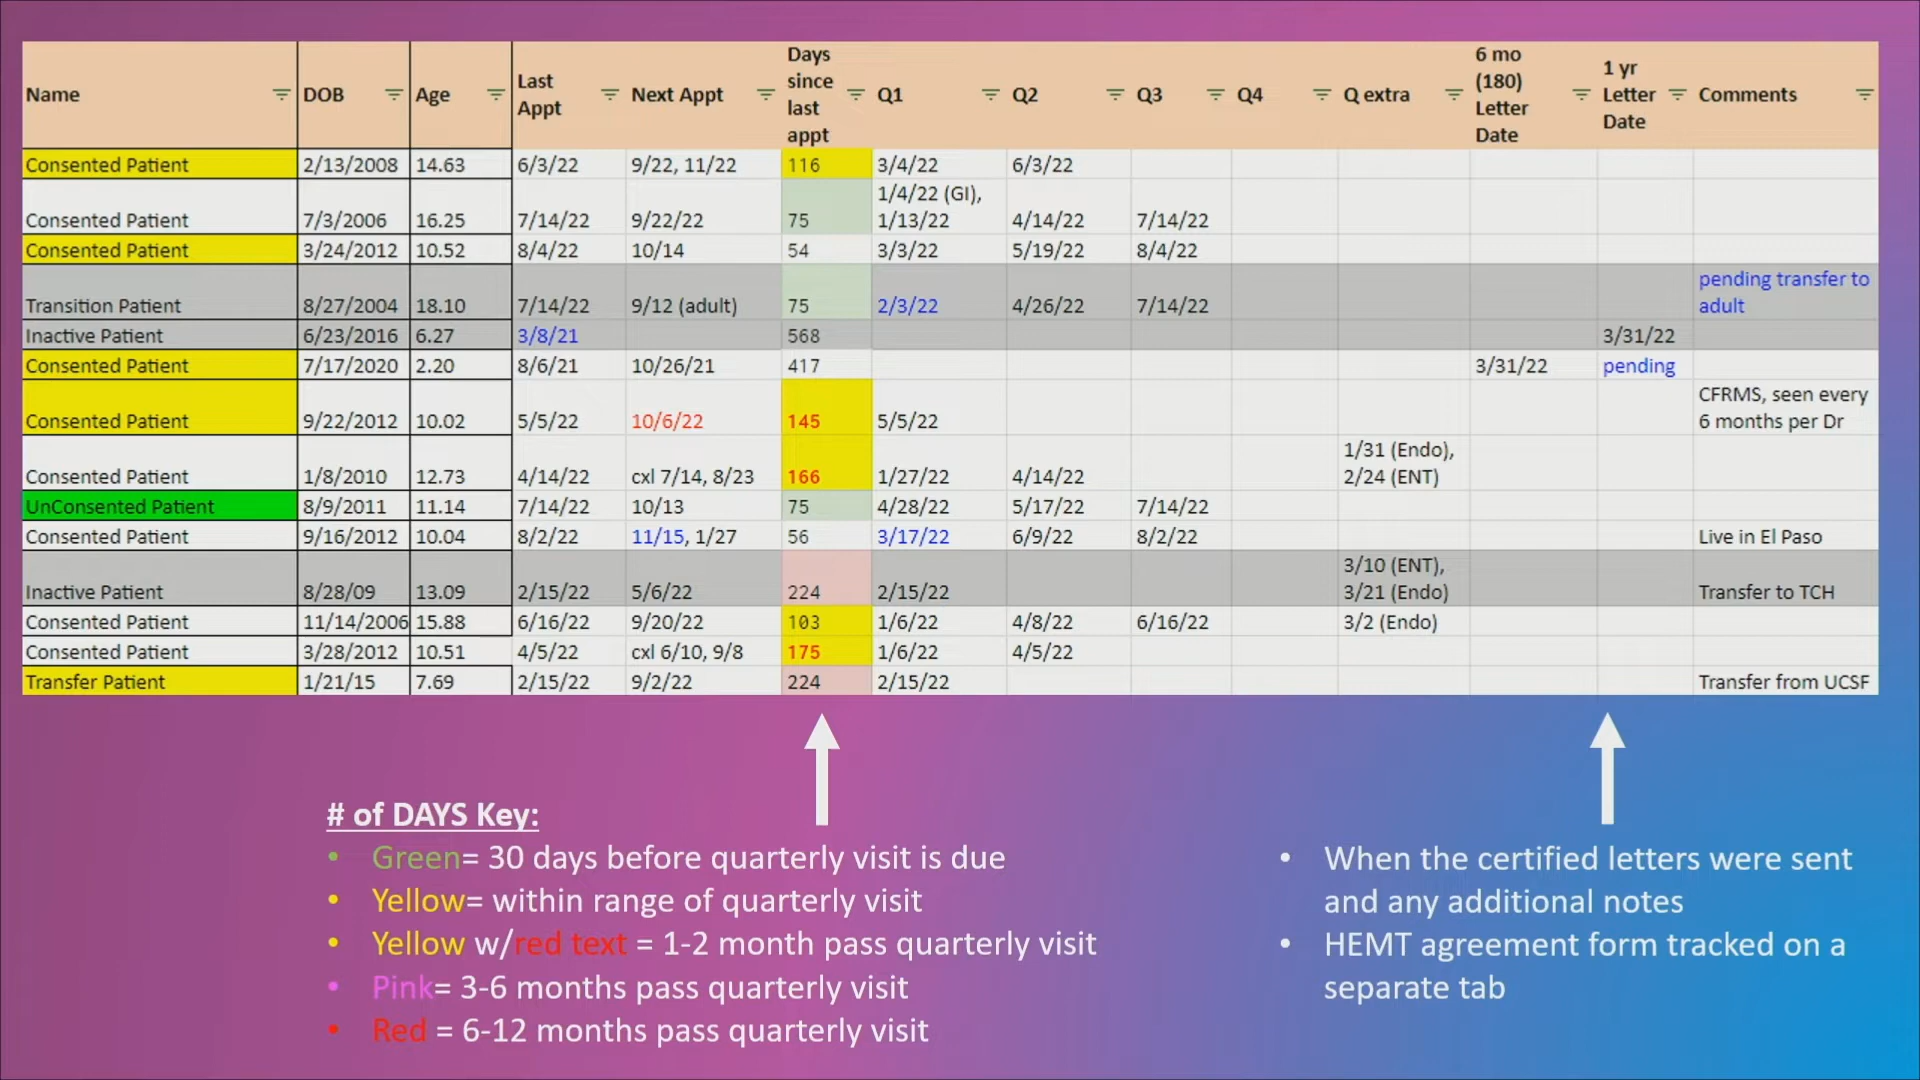 Name DOB Age Last Appt Next Appt Days since last appt Q1 Q2 Q3 Q4 Q extra 6 mo (180) Letter Date 1 yr Letter Date Comments
Consented Patient 2/13/2008 14.63 6/3/22 9/22, 11/22 116 3/4/22 6/3/22
Consented Patient 7/3/2006 16.25 7/14/22 9/22/22 75 1/4/22 (GI), 1/13/22 4/14/22 7/14/22
Consented Patient 3/24/2012 10.52 8/4/22 10/14 54 3/3/22 5/19/22 8/4/22
Transition Patient 8/27/2004 18.10 7/14/22 9/12 (adult) 75 2/3/22 4/26/22 7/14/22 pending transfer to adult
Inactive Patient 6/23/2016 6.27 3/8/21 568 3/31/22
Consented Patient 7/17/2020 2.20 8/6/21 10/26/21 417 3/31/22 pending
Consented Patient 9/22/2012 10.02 5/5/22 10/6/22 145 5/5/22 CFRMS, seen every 6 months per Dr
Consented Patient 1/8/2010 12.73 4/14/22 cxl 7/14, 8/23 166 1/27/22 4/14/22 1/31 (Endo), 2/24 (ENT)
UnConsented Patient 8/9/2011 11.14 7/14/22 10/13 75 4/28/22 5/17/22 7/14/22
Consented Patient 9/16/2012 10.04 8/2/22 11/15, 1/27 56 3/17/22 6/9/22 8/2/22 Live in El Paso
Inactive Patient 8/28/09 13.09 2/15/22 5/6/22 224 2/15/22 3/10 (ENT), 3/21 (Endo) Transfer to TCH
Consented Patient 11/14/2006 15.88 6/16/22 9/20/22 103 1/6/22 4/8/22 6/16/22 3/2 (Endo)
Consented Patient 3/28/2012 10.51 4/5/22 cxl 6/10, 9/8 175 1/6/22 4/5/22
Transfer Patient 1/21/15 7.69 2/15/22 9/2/22 224 2/15/22 Transfer from UCSF
# of DAYS Key:
• Green= 30 days before quarterly visit is due
• Yellow= within range of quarterly visit
• Yellow w/red text = 1-2 month pass quarterly visit
• Pink= 3-6 months pass quarterly visit
• Red = 6-12 months pass quarterly visit
• When the certified letters were sent
and any additional notes
• HEMT agreement form tracked on a
separate tab